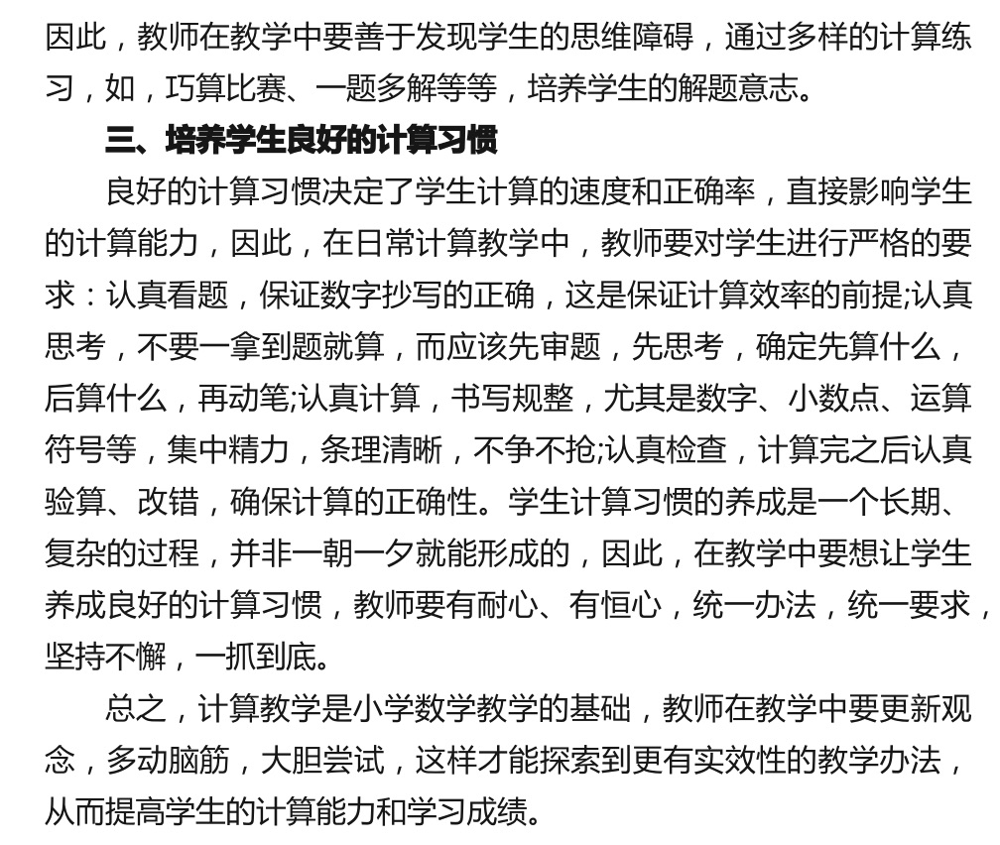 因此，教师在教学中要善于发现学生的思维障碍，通过多样的计算练
习，如，巧算比赛、一题多解等等，培养学生的解题意志。
三、培养学生良好的计算习惯
良好的计算习惯决定了学生计算的速度和正确率，直接影响学生
的计算能力，因此，在日常计算教学中，教师要对学生进行严格的要
求：认真看题，保证数字抄写的正确，这是保证计算效率的前提;认真
思考，不要一拿到题就算，而应该先审题，先思考，确定先算什么，
后算什么，再动笔;认真计算，书写规整，尤其是数字、小数点、运算
符号等，集中精力，条理清晰，不争不抢;认真检查，计算完之后认真
验算、改错，确保计算的正确性。学生计算习惯的养成是一个长期、
复杂的过程，并非一朝一夕就能形成的，因此，在教学中要想让学生
养成良好的计算习惯，教师要有耐心、有恒心，统一办法，统一要求，
坚持不懈，一抓到底。
总之，计算教学是小学数学教学的基础，教师在教学中要更新观
念，多动脑筋，大胆尝试，这样才能探索到更有实效性的教学办法，
从而提高学生的计算能力和学习成绩。